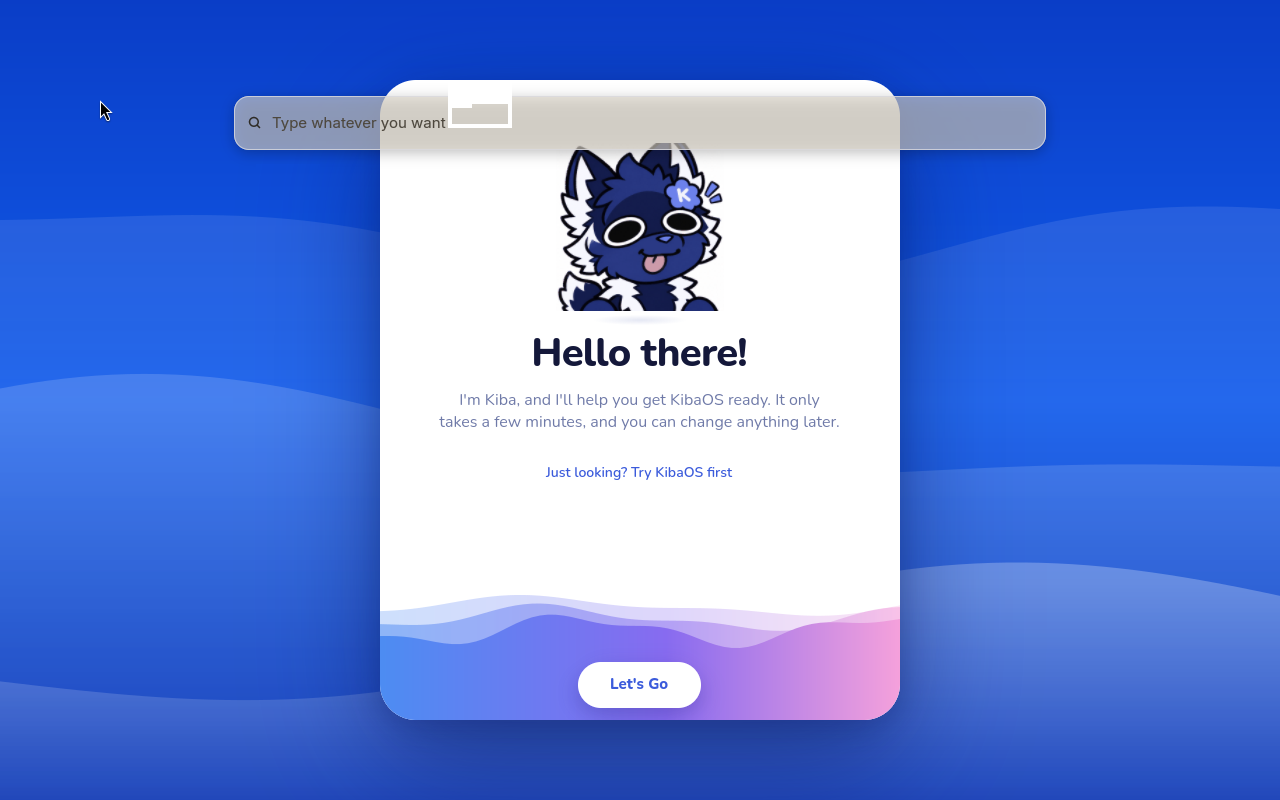 Type whatever you want
K
Hello there!
I'm Kiba, and I'll help you get KibaOS ready. It only
takes a few minutes, and you can change anything later.
Just looking? Try KibaOS first
Let's Go